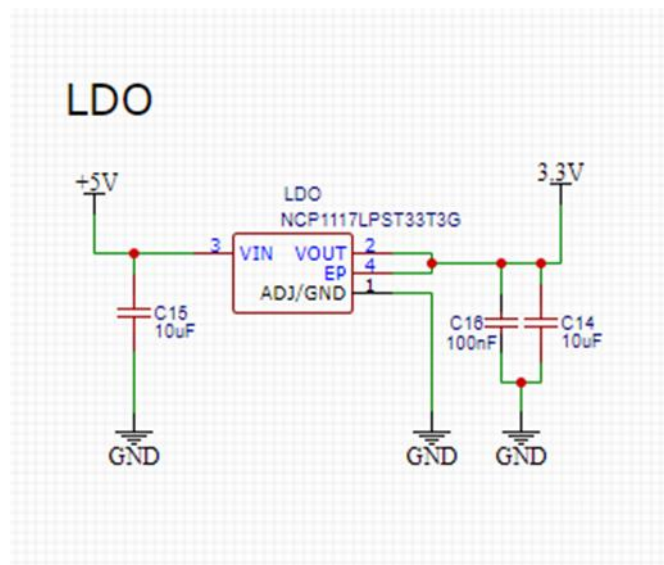 LDO
+5V
3.3V
LDO
NCP1117LPST33T3G
3 VIN VOUT 2
EP 4
ADJ/GND 1
C15
10uF
C16
100nF
C14
10uF
GND
GND
GND